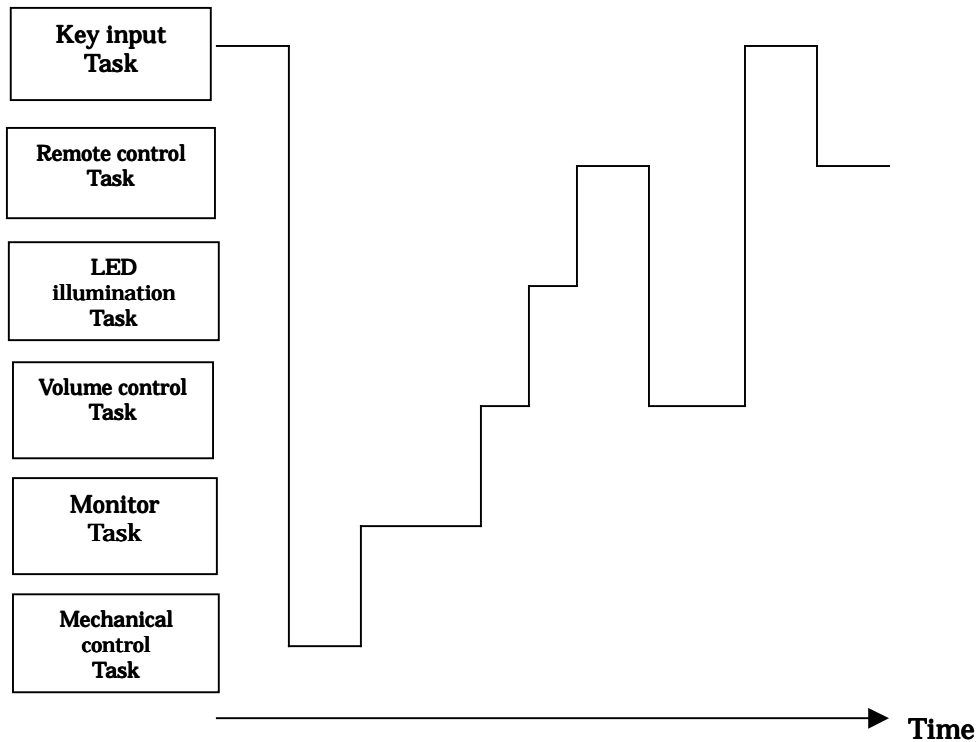 Key input
Task
Remote control
Task
LED
illumination
Task
Volume control
Task
Monitor
Task
Mechanical
control
Task
Time